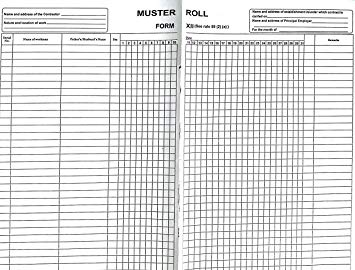 MUSTER ROLL
FORM XII (See rule 55 (2) (a))
Name and address of the Contractor
Nature and location of work
Name and address of establishment in/under which contract is
carried on
Name and address of Principal Employer
For the month of
Serial No.
Name of workmen
Father's/Husband's Name
Sex
Date
1 2 3 4 5 6 7 8 9 10
11 12 13 14 15 16 17 18 19 20 21 22 23 24 25 26 27 28 29 30 31
Remarks